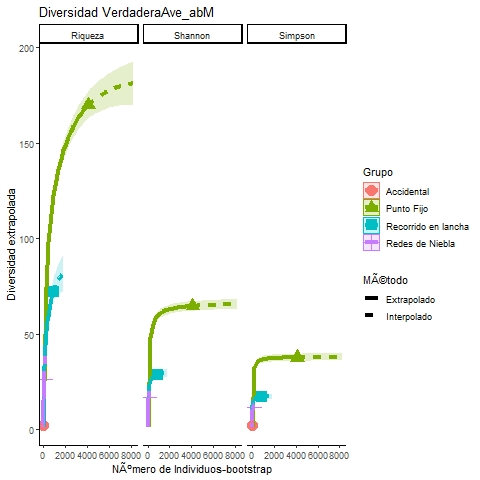 Diversidad VerdaderaAve_abM
Riqueza Shannon Simpson
200
150
100
50
0
Diversidad extrapolada
0 2000 4000 6000 8000 0 2000 4000 6000 8000 0 2000 4000 6000 8000
NÃºmero de Individuos-bootstrap
Grupo
Accidental
Punto Fijo
Recorrido en lancha
Redes de Niebla
MÃ©todo
Extrapolado
Interpolado